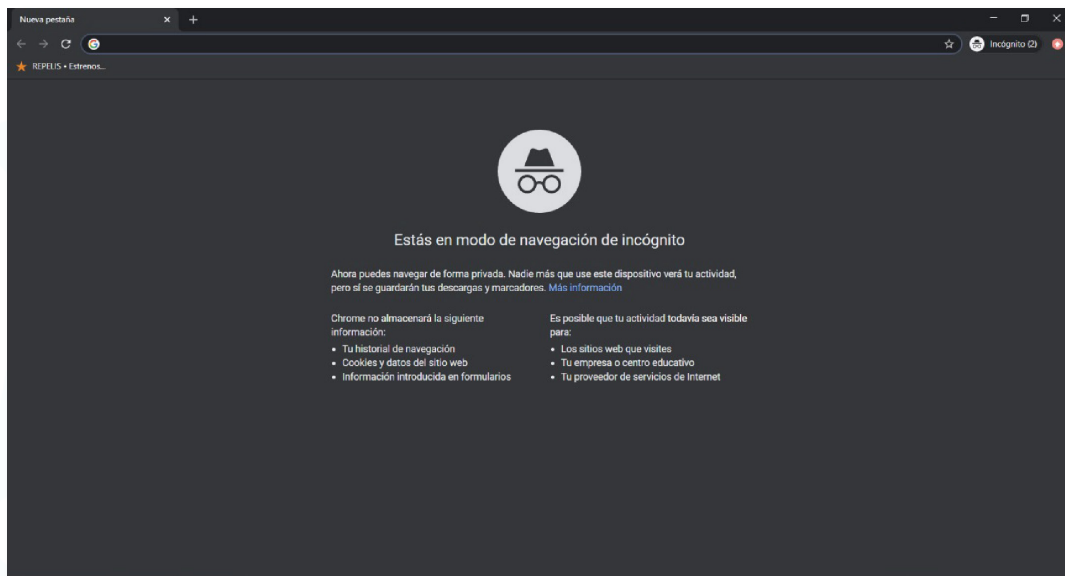 Nueva pestaña
Incógnito (2)
REPELIS • Estrenos...
Estás en modo de navegación de incógnito
Ahora puedes navegar de forma privada. Nadie más que use este dispositivo verá tu actividad,
pero sí se guardarán tus descargas y marcadores. Más información
Chrome no almacenará la siguiente
información:
• Tu historial de navegación
• Cookies y datos del sitio web
• Información introducida en formularios
Es posible que tu actividad todavía sea visible
para:
• Los sitios web que visites
• Tu empresa o centro educativo
• Tu proveedor de servicios de Internet